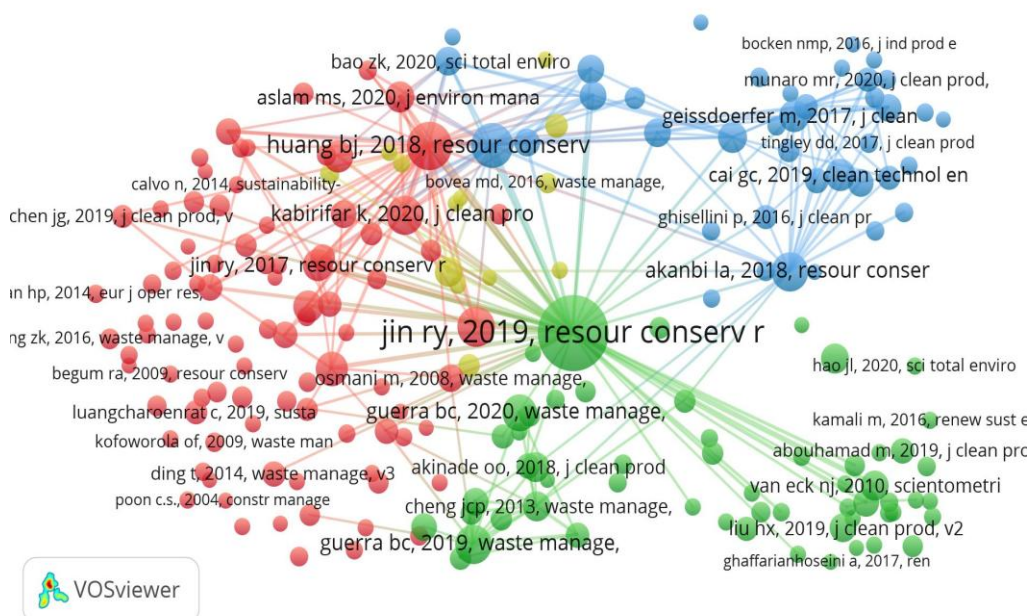 bocken nmp, 2016, j ind prod e
bao zk, 2020, sci total enviro
munaro mr, 2020, j clean prod,
aslam ms, 2020, j environ mana
geissdoerfer m, 2017, j clean
huang bj, 2018, resour conserv
tingley dd, 2017, j clean prod
cai gc, 2019, clean technol en
calvo n, 2014, sustainability-
bovea md, 2016, waste manage,
chen jg, 2019, j clean prod, v
kabirifar k, 2020, j clean pro
ghisellini p, 2016, j clean pr
jin ry, 2017, resour conserv r
akanbi la, 2018, resour conser
an hp, 2014, eur j oper res,
jin ry, 2019, resour conserv r
ng zk, 2016, waste manage, v
hao jl, 2020, sci total enviro
begum ra, 2009, resour conserv
osmani m, 2008, waste manage,
luangcharoenrat c, 2019, susta
guerra bc, 2020, waste manage,
kamali m, 2016, renew sust e
kofoworola of, 2009, waste man
abouhamad m, 2019, j clean pro
ding t, 2014, waste manage, v3
akinade oo, 2018, j clean prod
van eck nj, 2010, scientometri
poon c.s., 2004, constr manage
cheng jcp, 2013, waste manage,
liu hx, 2019, j clean prod, v2
guerra bc, 2019, waste manage,
ghaffarianhoseini a, 2017, ren
VOSviewer